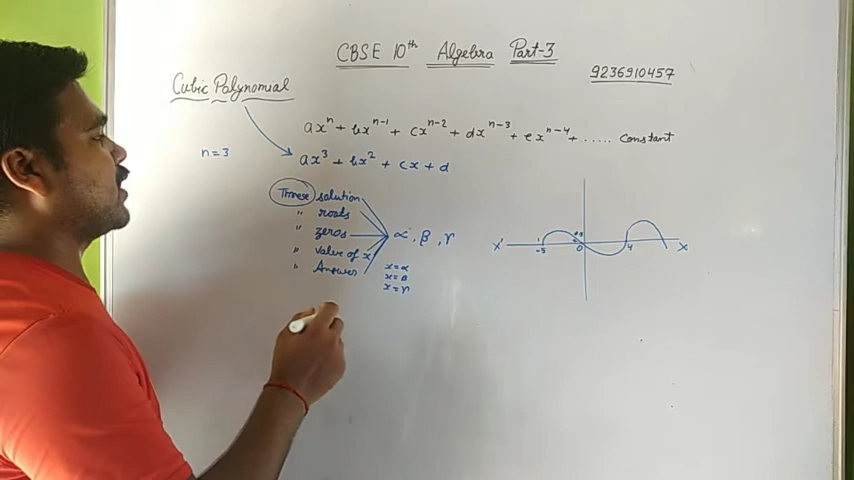 CBSE 10th Algebra Part-3
9236910457
Cubic Polynomial
axⁿ + bxⁿ⁻¹ + cxⁿ⁻² + dxⁿ⁻³ + exⁿ⁻⁴ + ..... Constant
n=3
ax³ + bx² + cx + d
Three solution
" roots
" zeros
" value of x
" Answer
α, β, γ
x=α
x=β
x=γ
X' -5 0 4 X